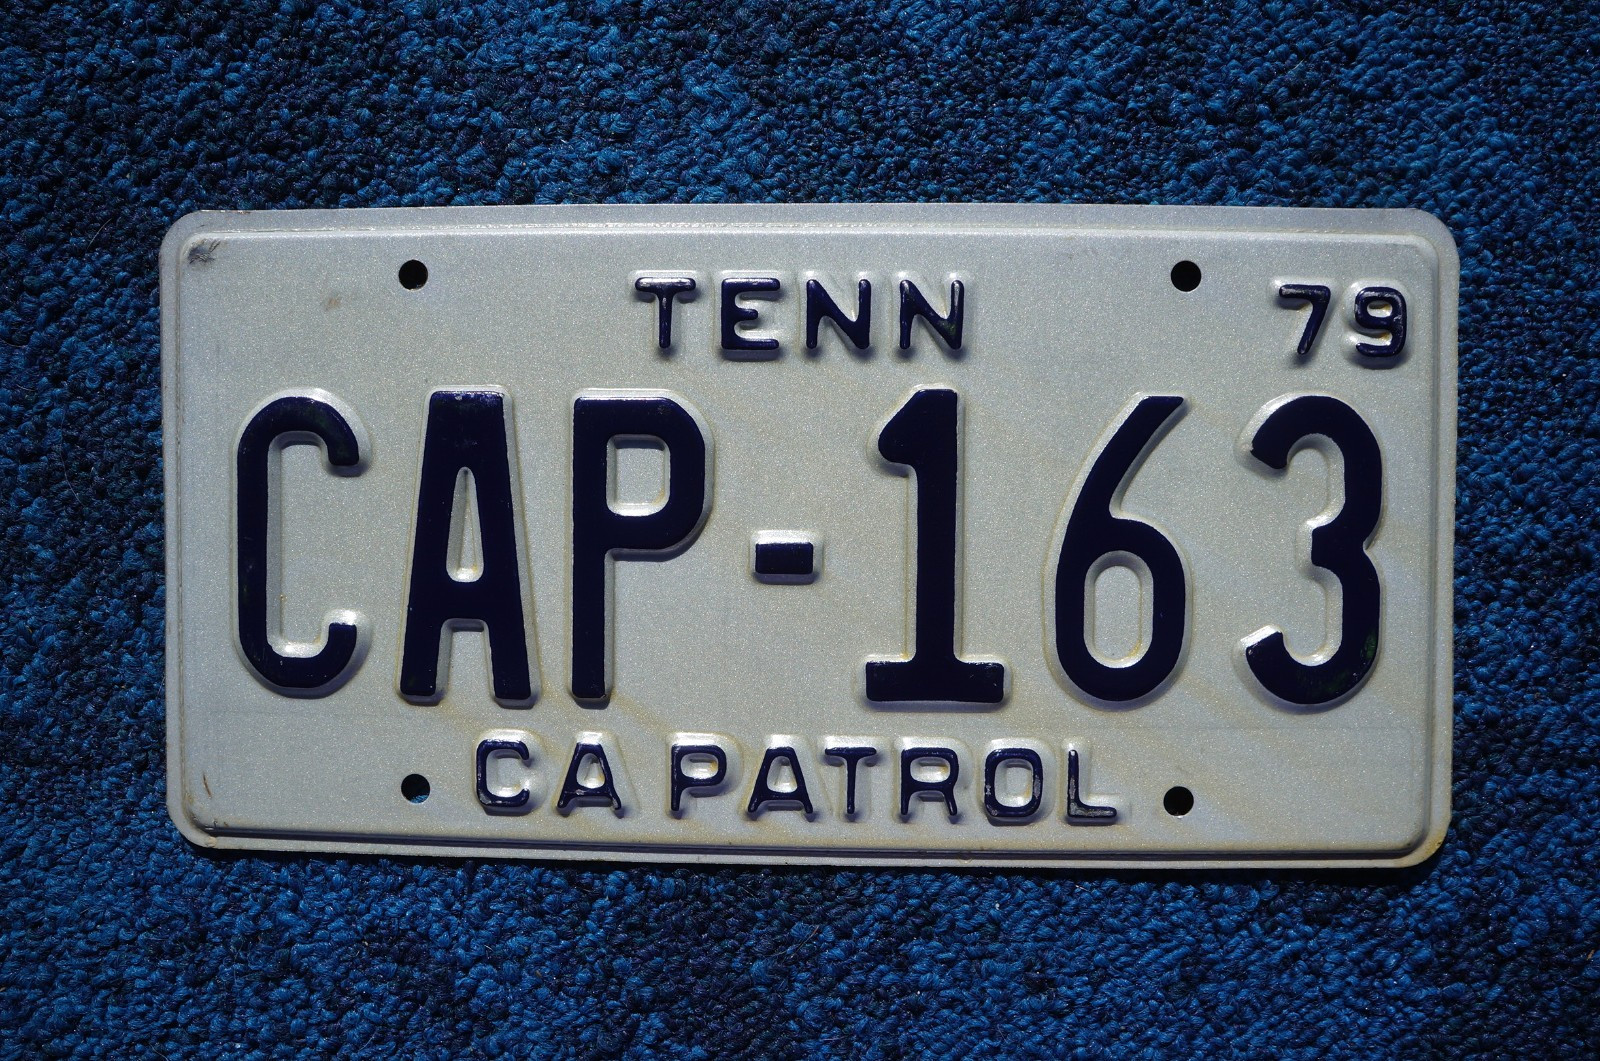 TENN 79
CAP-163
CA PATROL